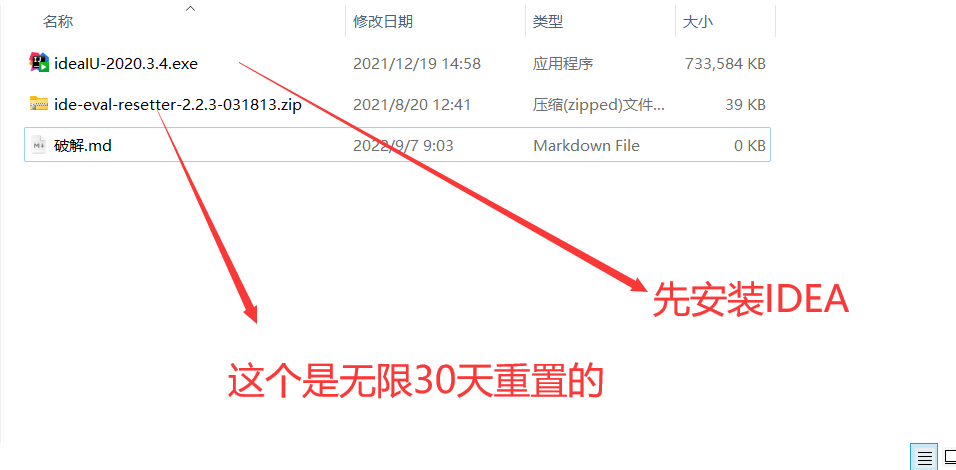 名称 修改日期 类型 大小
ideaIU-2020.3.4.exe 2021/12/19 14:58 应用程序 733,584 KB
ide-eval-resetter-2.2.3-031813.zip 2021/8/20 12:41 压缩(zipped)文件... 39 KB
破解.md 2022/9/7 9:03 Markdown File 0 KB
先安装IDEA
这个是无限30天重置的